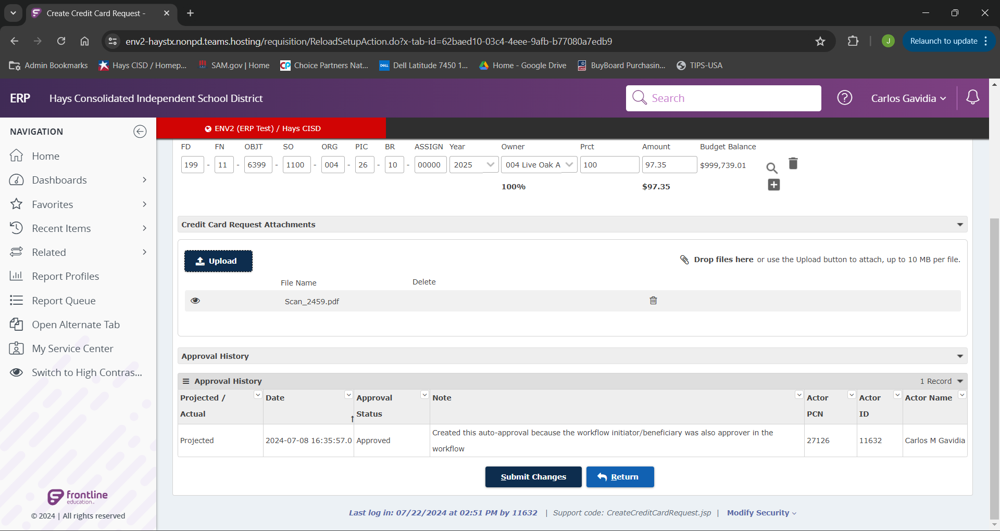 Create Credit Card Request -
env2-haystx.nonpd.teams.hosting/requisition/ReloadSetupAction.do?x-tab-id=62baed10-03c4-4eee-9afb-b77080a7edb9
J
Relaunch to update
Admin Bookmarks
Hays CISD / Homep...
SAM.gov | Home
CP Choice Partners Nat...
DELL Dell Latitude 7450 1...
Home - Google Drive
BuyBoard Purchasin...
TIPS-USA
ERP Hays Consolidated Independent School District
Search
Carlos Gavidia
NAVIGATION
Home
Dashboards
Favorites
Recent Items
Related
Report Profiles
Report Queue
Open Alternate Tab
My Service Center
Switch to High Contras...
frontline
education
© 2024 | All rights reserved
ENV2 (ERP Test) / Hays CISD
FD FN OBJT SO ORG PIC BR ASSIGN Year Owner Prct Amount Budget Balance
199 - 11 - 6399 - 1100 - 004 - 26 - 10 - 00000 2025 004 Live Oak A 100 97.35 $999,739.01
100% $97.35
Credit Card Request Attachments
Upload
Drop files here or use the Upload button to attach, up to 10 MB per file.
File Name Delete
Scan_2459.pdf
Approval History
Approval History 1 Record
Projected / Actual Date Approval Status Note Actor PCN Actor ID Actor Name
Projected 2024-07-08 16:35:57.0 Approved Created this auto-approval because the workflow initiator/beneficiary was also approver in the
workflow 27126 11632 Carlos M Gavidia
Submit Changes Return
Last log in: 07/22/2024 at 02:51 PM by 11632 | Support code: CreateCreditCardRequest.jsp | Modify Security